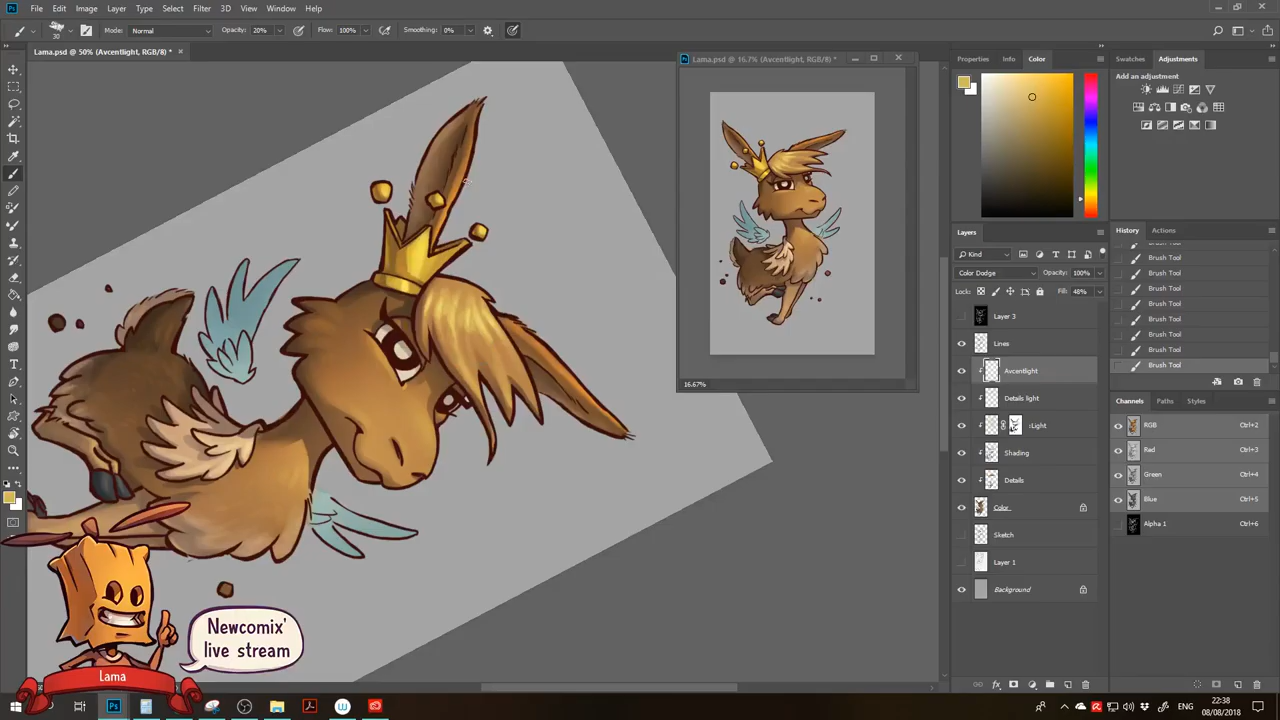 File Edit Image Layer Type Select Filter 3D View Window Help
30 Mode: Normal Opacity: 20% Flow: 100% Smoothing: 0%
Lama.psd @ 50% (Avcentlight, RGB/8) *
Lama.psd @ 16.7% (Avcentlight, RGB/8) *
16.67%
Properties Info Color
Swatches Adjustments
Add an adjustment
Layers
Kind
Color Dodge Opacity: 100%
Lock: Fill: 48%
Layer 3
Lines
Avcentlight
Details light
:Light
Shading
Details
Color
Sketch
Layer 1
Background
History Actions
Brush Tool
Brush Tool
Brush Tool
Brush Tool
Brush Tool
Brush Tool
Brush Tool
Brush Tool
Channels Paths Styles
RGB Ctrl+2
Red Ctrl+3
Green Ctrl+4
Blue Ctrl+5
Alpha 1 Ctrl+6
Newcomix'
live stream
Lama
Ps
W
ENG
22:38
08/08/2018